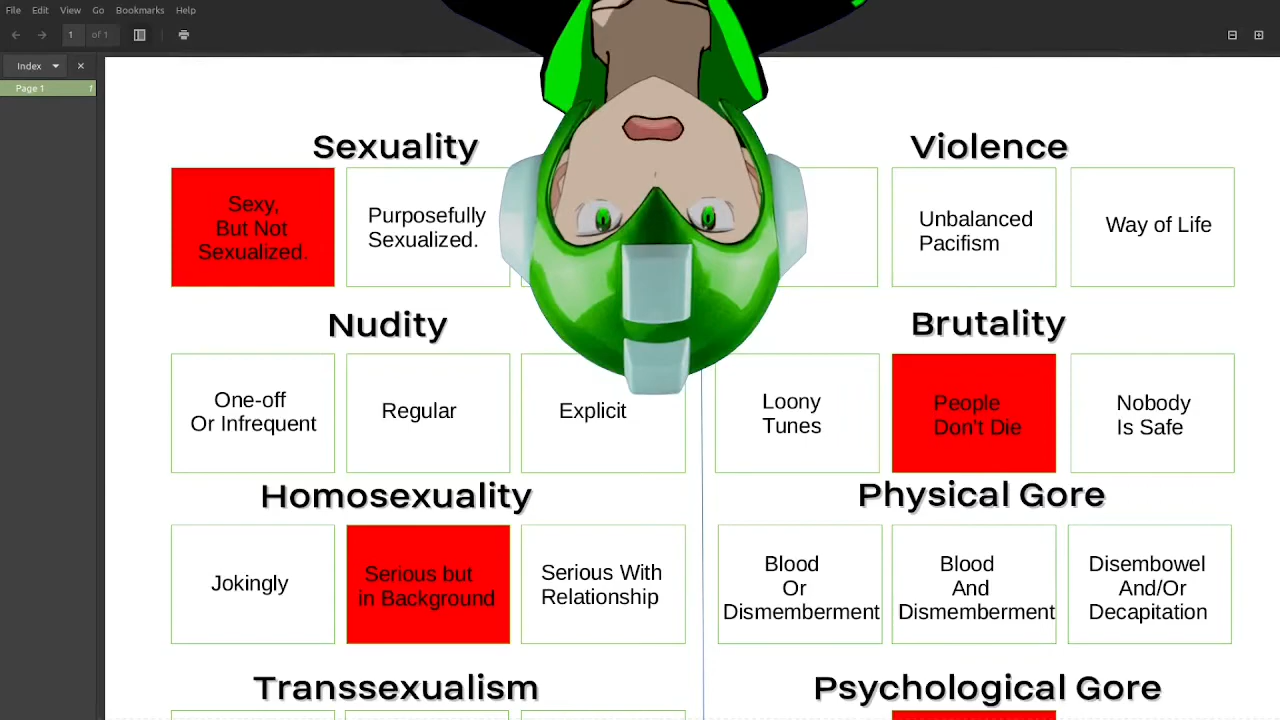 File Edit View Go Bookmarks Help
1 of 1
Index
Page 1 1
Sexuality
Sexy,
But Not
Sexualized.
Purposefully
Sexualized.
Nudity
One-off
Or Infrequent
Regular
Explicit
Homosexuality
Jokingly
Serious but
in Background
Serious With
Relationship
Transsexualism
Violence
Unbalanced
Pacifism
Way of Life
Brutality
Loony
Tunes
People
Don't Die
Nobody
Is Safe
Physical Gore
Blood
Or
Dismemberment
Blood
And
Dismemberment
Disembowel
And/Or
Decapitation
Psychological Gore